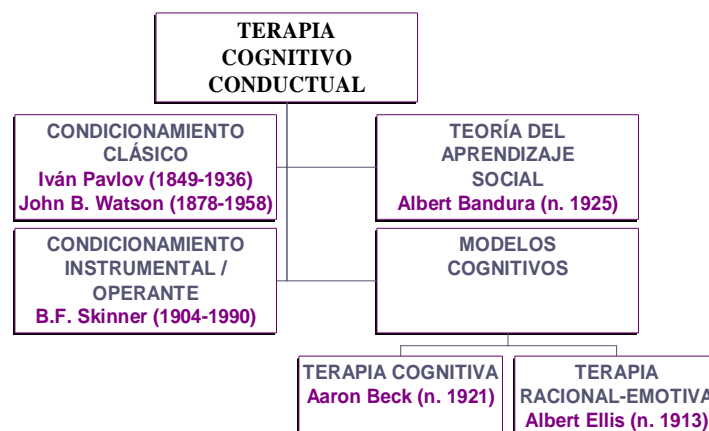 TERAPIA
COGNITIVO
CONDUCTUAL
CONDICIONAMIENTO
CLÁSICO
Iván Pavlov (1849-1936)
John B. Watson (1878-1958)
TEORÍA DEL
APRENDIZAJE
SOCIAL
Albert Bandura (n. 1925)
CONDICIONAMIENTO
INSTRUMENTAL /
OPERANTE
B.F. Skinner (1904-1990)
MODELOS
COGNITIVOS
TERAPIA COGNITIVA
Aaron Beck (n. 1921)
TERAPIA
RACIONAL-EMOTIVA
Albert Ellis (n. 1913)